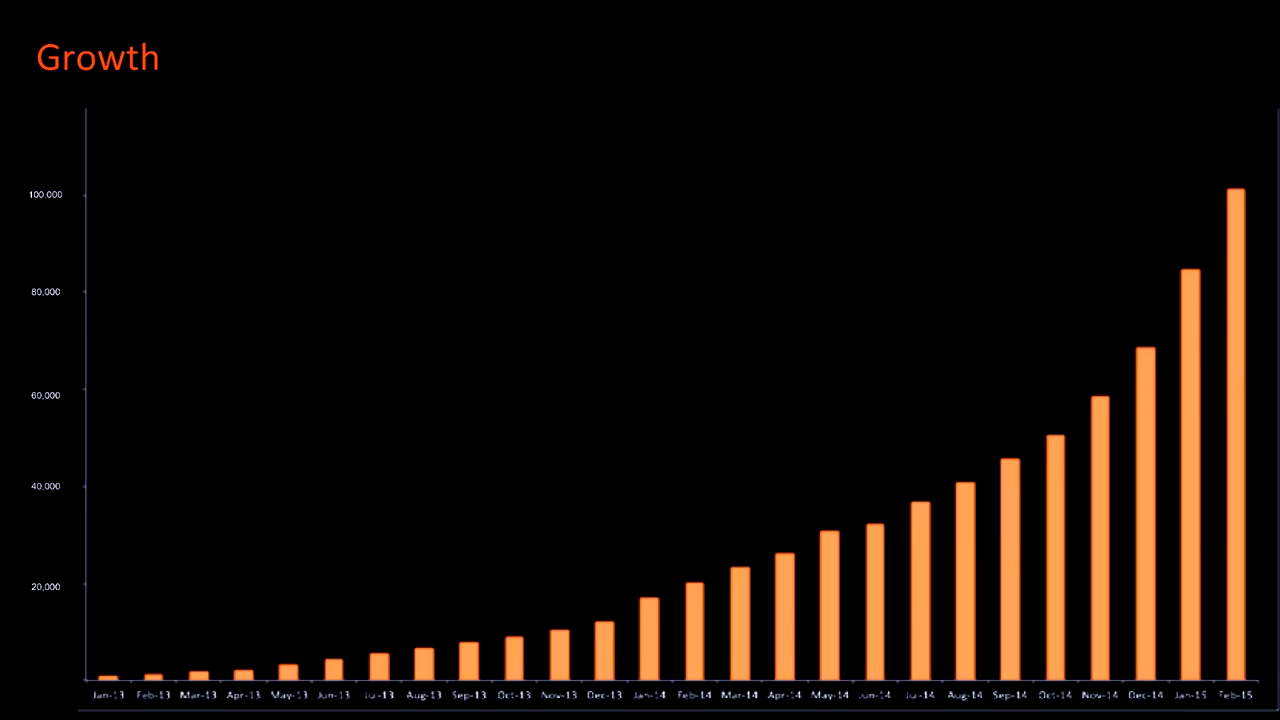 Growth
100,000
80,000
60,000
40,000
20,000
Jan-13 Feb-13 Mar-13 Apr-13 May-13 Jun-13 Jul-13 Aug-13 Sep-13 Oct-13 Nov-13 Dec-13 Jan-14 Feb-14 Mar-14 Apr-14 May-14 Jun-14 Jul-14 Aug-14 Sep-14 Oct-14 Nov-14 Dec-14 Jan-15 Feb-15